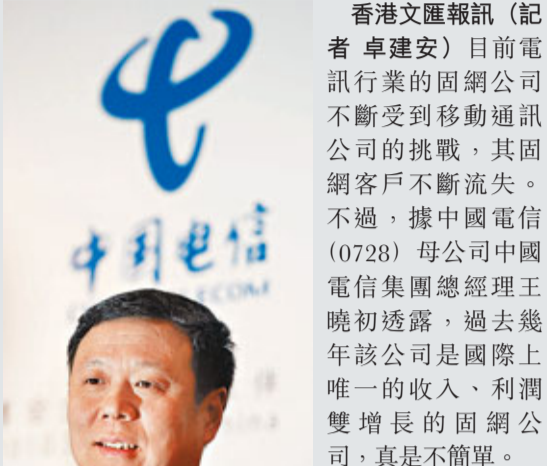 中国电信
香港文匯報訊（記
者 卓建安）目前電
訊行業的固網公司
不斷受到移動通訊
公司的挑戰，其固
網客戶不斷流失。
不過，據中國電信
(0728) 母公司中國
電信集團總經理王
曉初透露，過去幾
年該公司是國際上
唯一的收入、利潤
雙增長的固網公
司，真是不簡單。